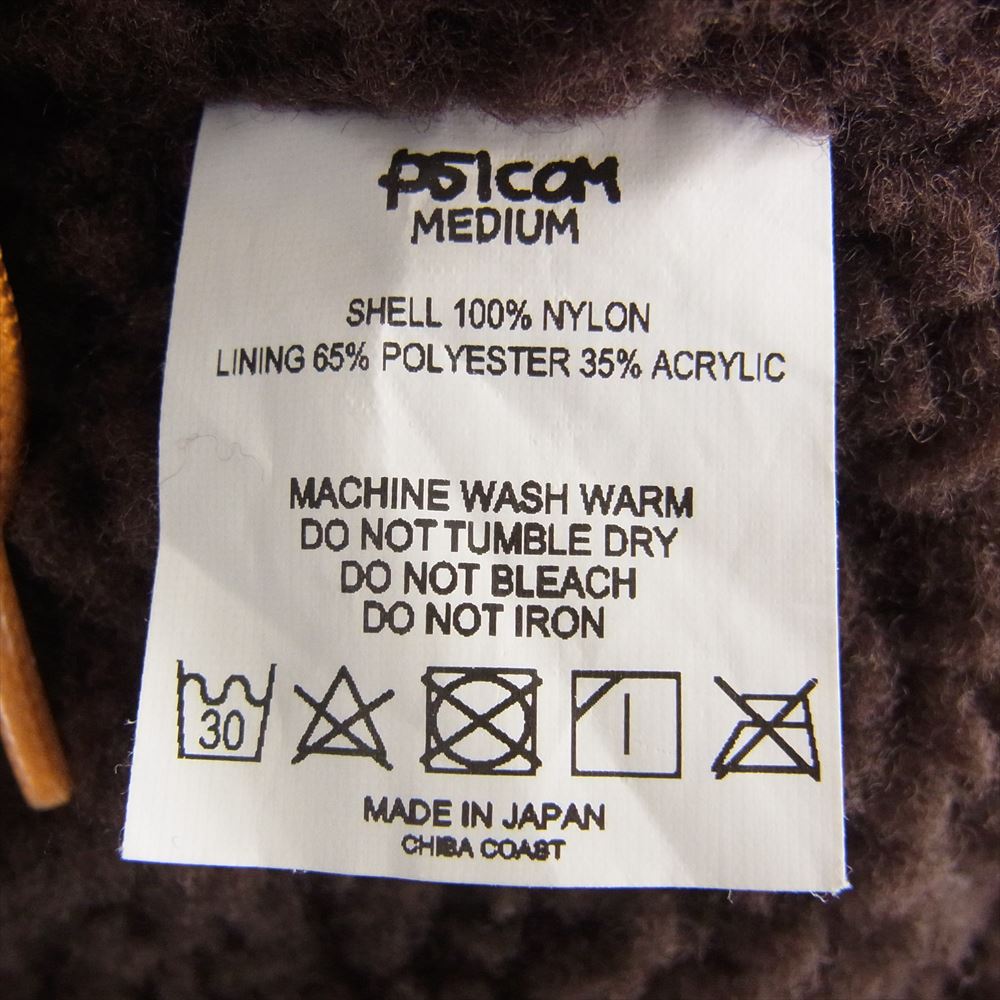 PSICOM
MEDIUM
SHELL 100% NYLON
LINING 65% POLYESTER 35% ACRYLIC
MACHINE WASH WARM
DO NOT TUMBLE DRY
DO NOT BLEACH
DO NOT IRON
30
MADE IN JAPAN
CHIBA COAST